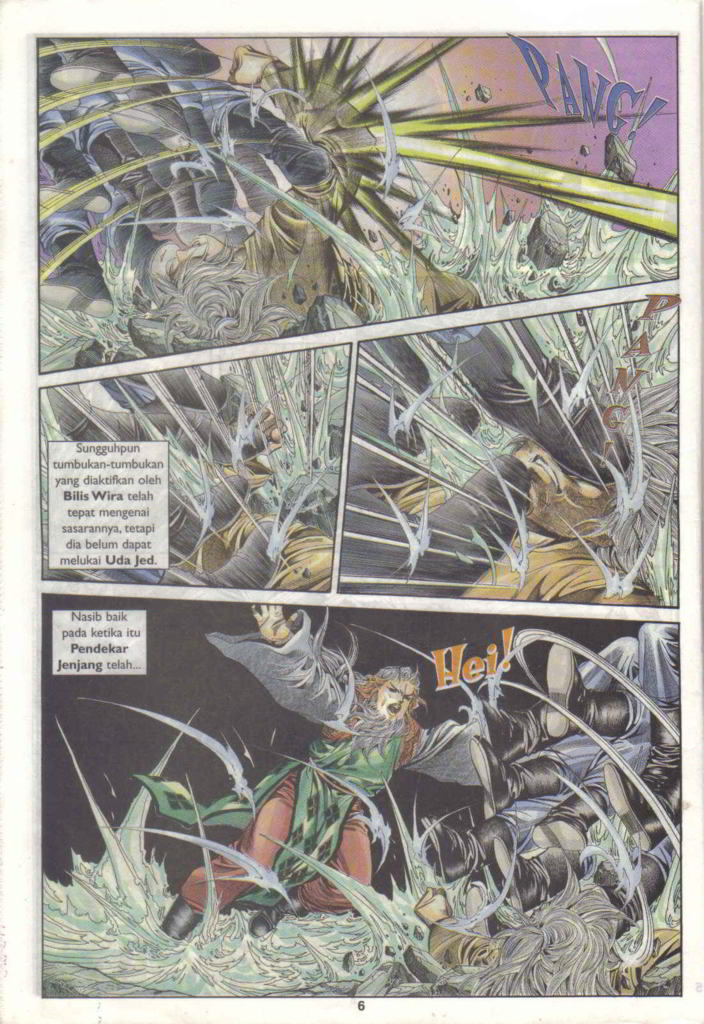 PANG!
PANG!
Sungguhpun
tumbukan-tumbukan
yang diaktifkan oleh
Bilis Wira telah
tepat mengenai
sasarannya, tetapi
dia belum dapat
melukai Uda Jed.
Nasib baik
pada ketika itu
Pendekar
Jenjang telah...
Hei!
6